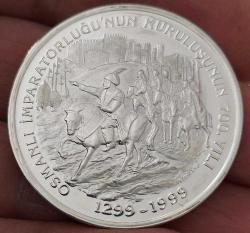 OSMANLI İMPARATORLUĞU'NUN KURULUŞUNUN 700. YILI
1299-1999